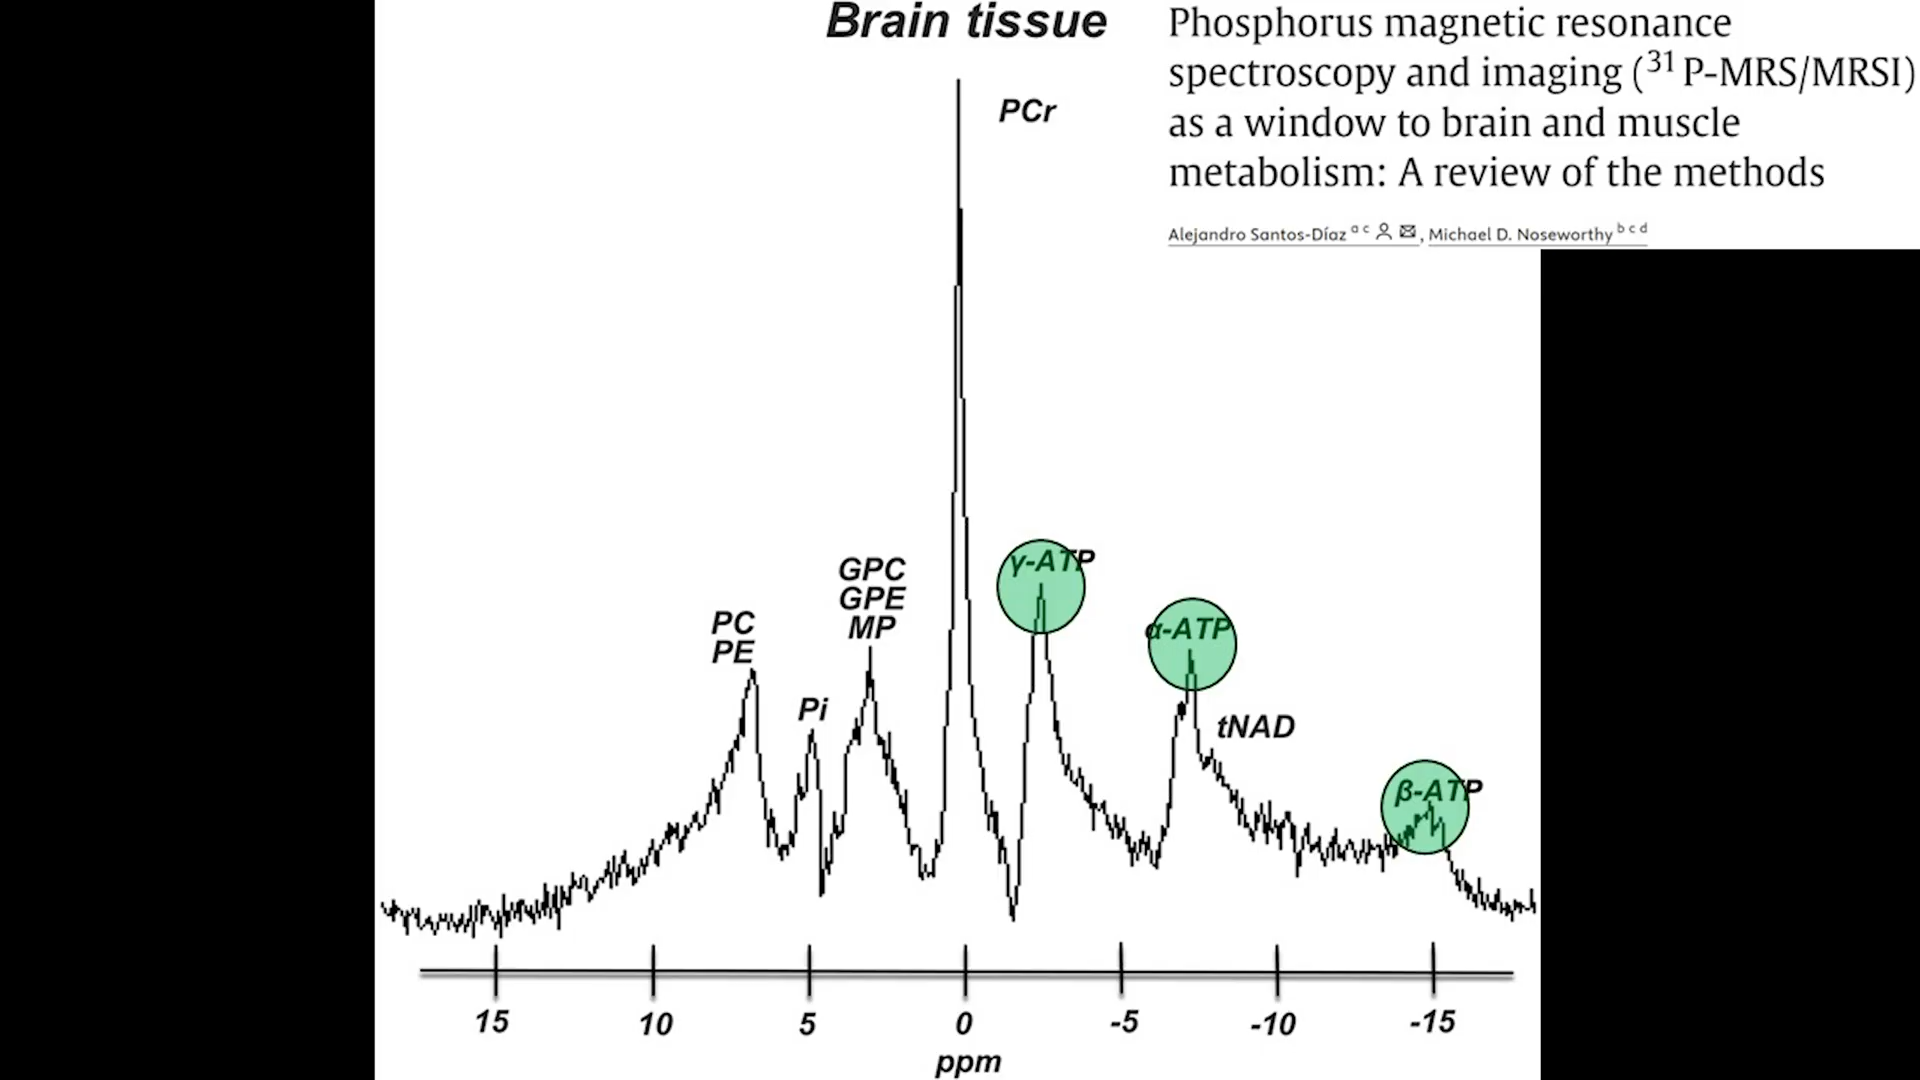 Brain tissue
Phosphorus magnetic resonance
spectroscopy and imaging (³¹P-MRS/MRSI)
as a window to brain and muscle
metabolism: A review of the methods
Alejandro Santos-Díaz ᵃ ᶜ, Michael D. Noseworthy ᵇ ᶜ ᵈ
PCr
γ-ATP
GPC
GPE
MP
PC
PE
α-ATP
Pi
tNAD
β-ATP
15 10 5 0 -5 -10 -15
ppm